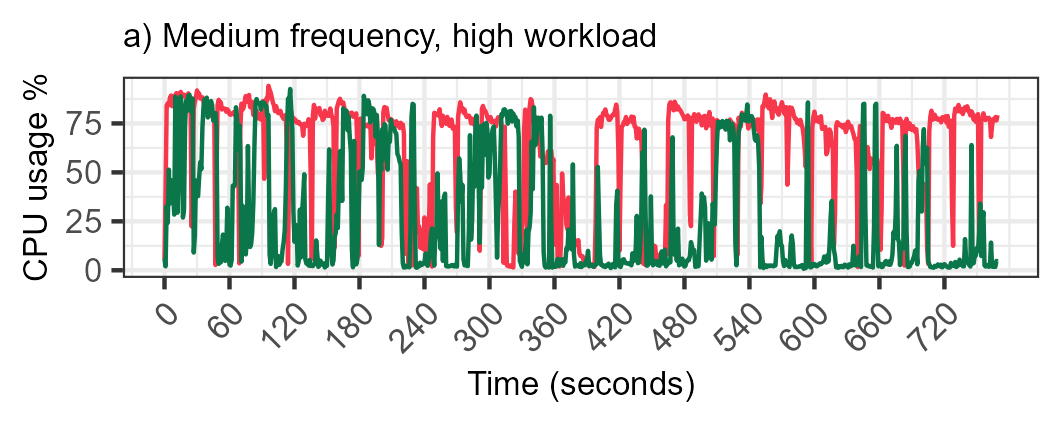 a) Medium frequency, high workload
CPU usage %
75
50
25
0
0 60 120 180 240 300 360 420 480 540 600 660 720
Time (seconds)